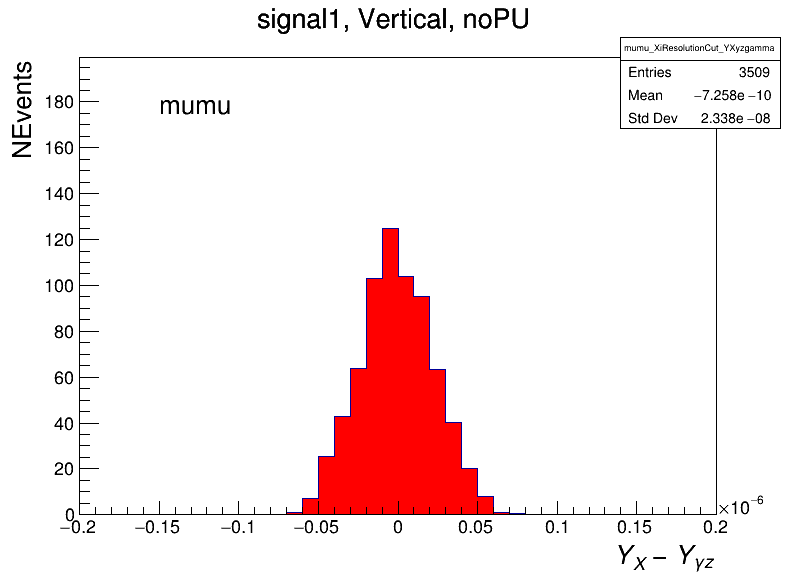 signal1, Vertical, noPU
mumu_XiResolutionCut_YXyzgamma
Entries 3509
Mean −7.258e −10
Std Dev 2.338e −08
NEvents
mumu
180
160
140
120
100
80
60
40
20
0
−0.2 −0.15 −0.1 −0.05 0 0.05 0.1 0.15 0.2
×10−6
YX − Yγz